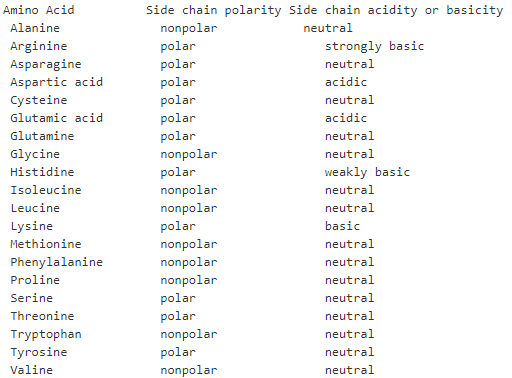 Amino Acid Side chain polarity Side chain acidity or basicity
Alanine nonpolar neutral
Arginine polar strongly basic
Asparagine polar neutral
Aspartic acid polar acidic
Cysteine polar neutral
Glutamic acid polar acidic
Glutamine polar neutral
Glycine nonpolar neutral
Histidine polar weakly basic
Isoleucine nonpolar neutral
Leucine nonpolar neutral
Lysine polar basic
Methionine nonpolar neutral
Phenylalanine nonpolar neutral
Proline nonpolar neutral
Serine polar neutral
Threonine polar neutral
Tryptophan nonpolar neutral
Tyrosine polar neutral
Valine nonpolar neutral